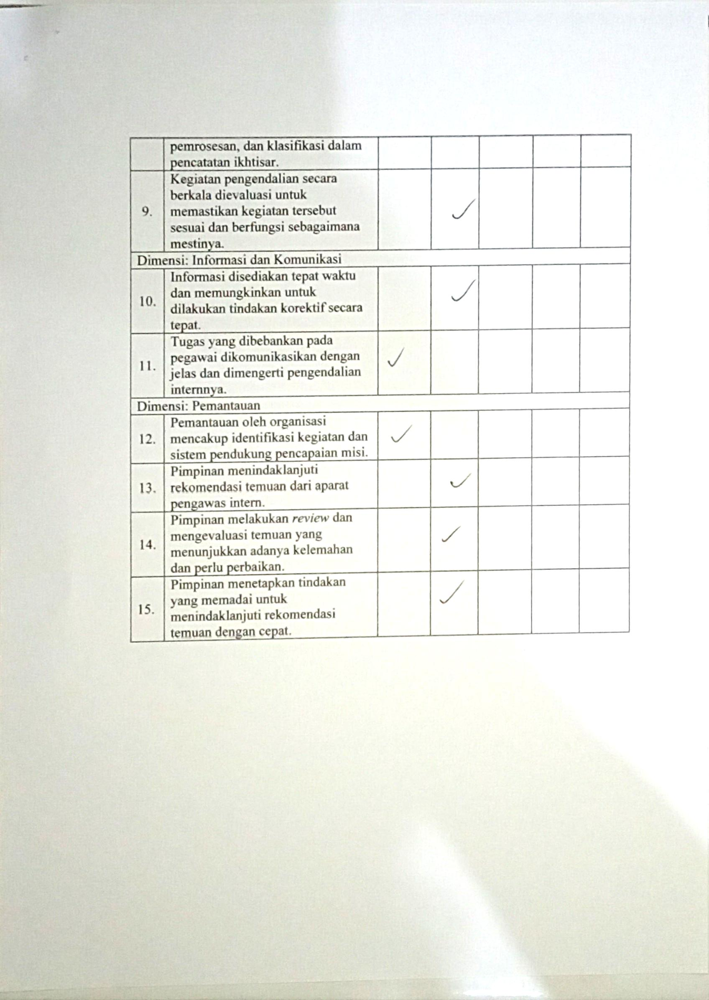 pemrosesan, dan klasifikasi dalam
pencatatan ikhtisar.
Kegiatan pengendalian secara
berkala dievaluasi untuk
9. memastikan kegiatan tersebut ✓
sesuai dan berfungsi sebagaimana
mestinya.
Dimensi: Informasi dan Komunikasi
Informasi disediakan tepat waktu
dan memungkinkan untuk ✓
10. dilakukan tindakan korektif secara
tepat.
Tugas yang dibebankan pada
pegawai dikomunikasikan dengan ✓
11. jelas dan dimengerti pengendalian
internnya.
Dimensi: Pemantauan
Pemantauan oleh organisasi
12. mencakup identifikasi kegiatan dan ✓
sistem pendukung pencapaian misi.
Pimpinan menindaklanjuti
13. rekomendasi temuan dari aparat ✓
pengawas intern.
Pimpinan melakukan review dan
mengevaluasi temuan yang ✓
14. menunjukkan adanya kelemahan
dan perlu perbaikan.
Pimpinan menetapkan tindakan
yang memadai untuk ✓
15. menindaklanjuti rekomendasi
temuan dengan cepat.